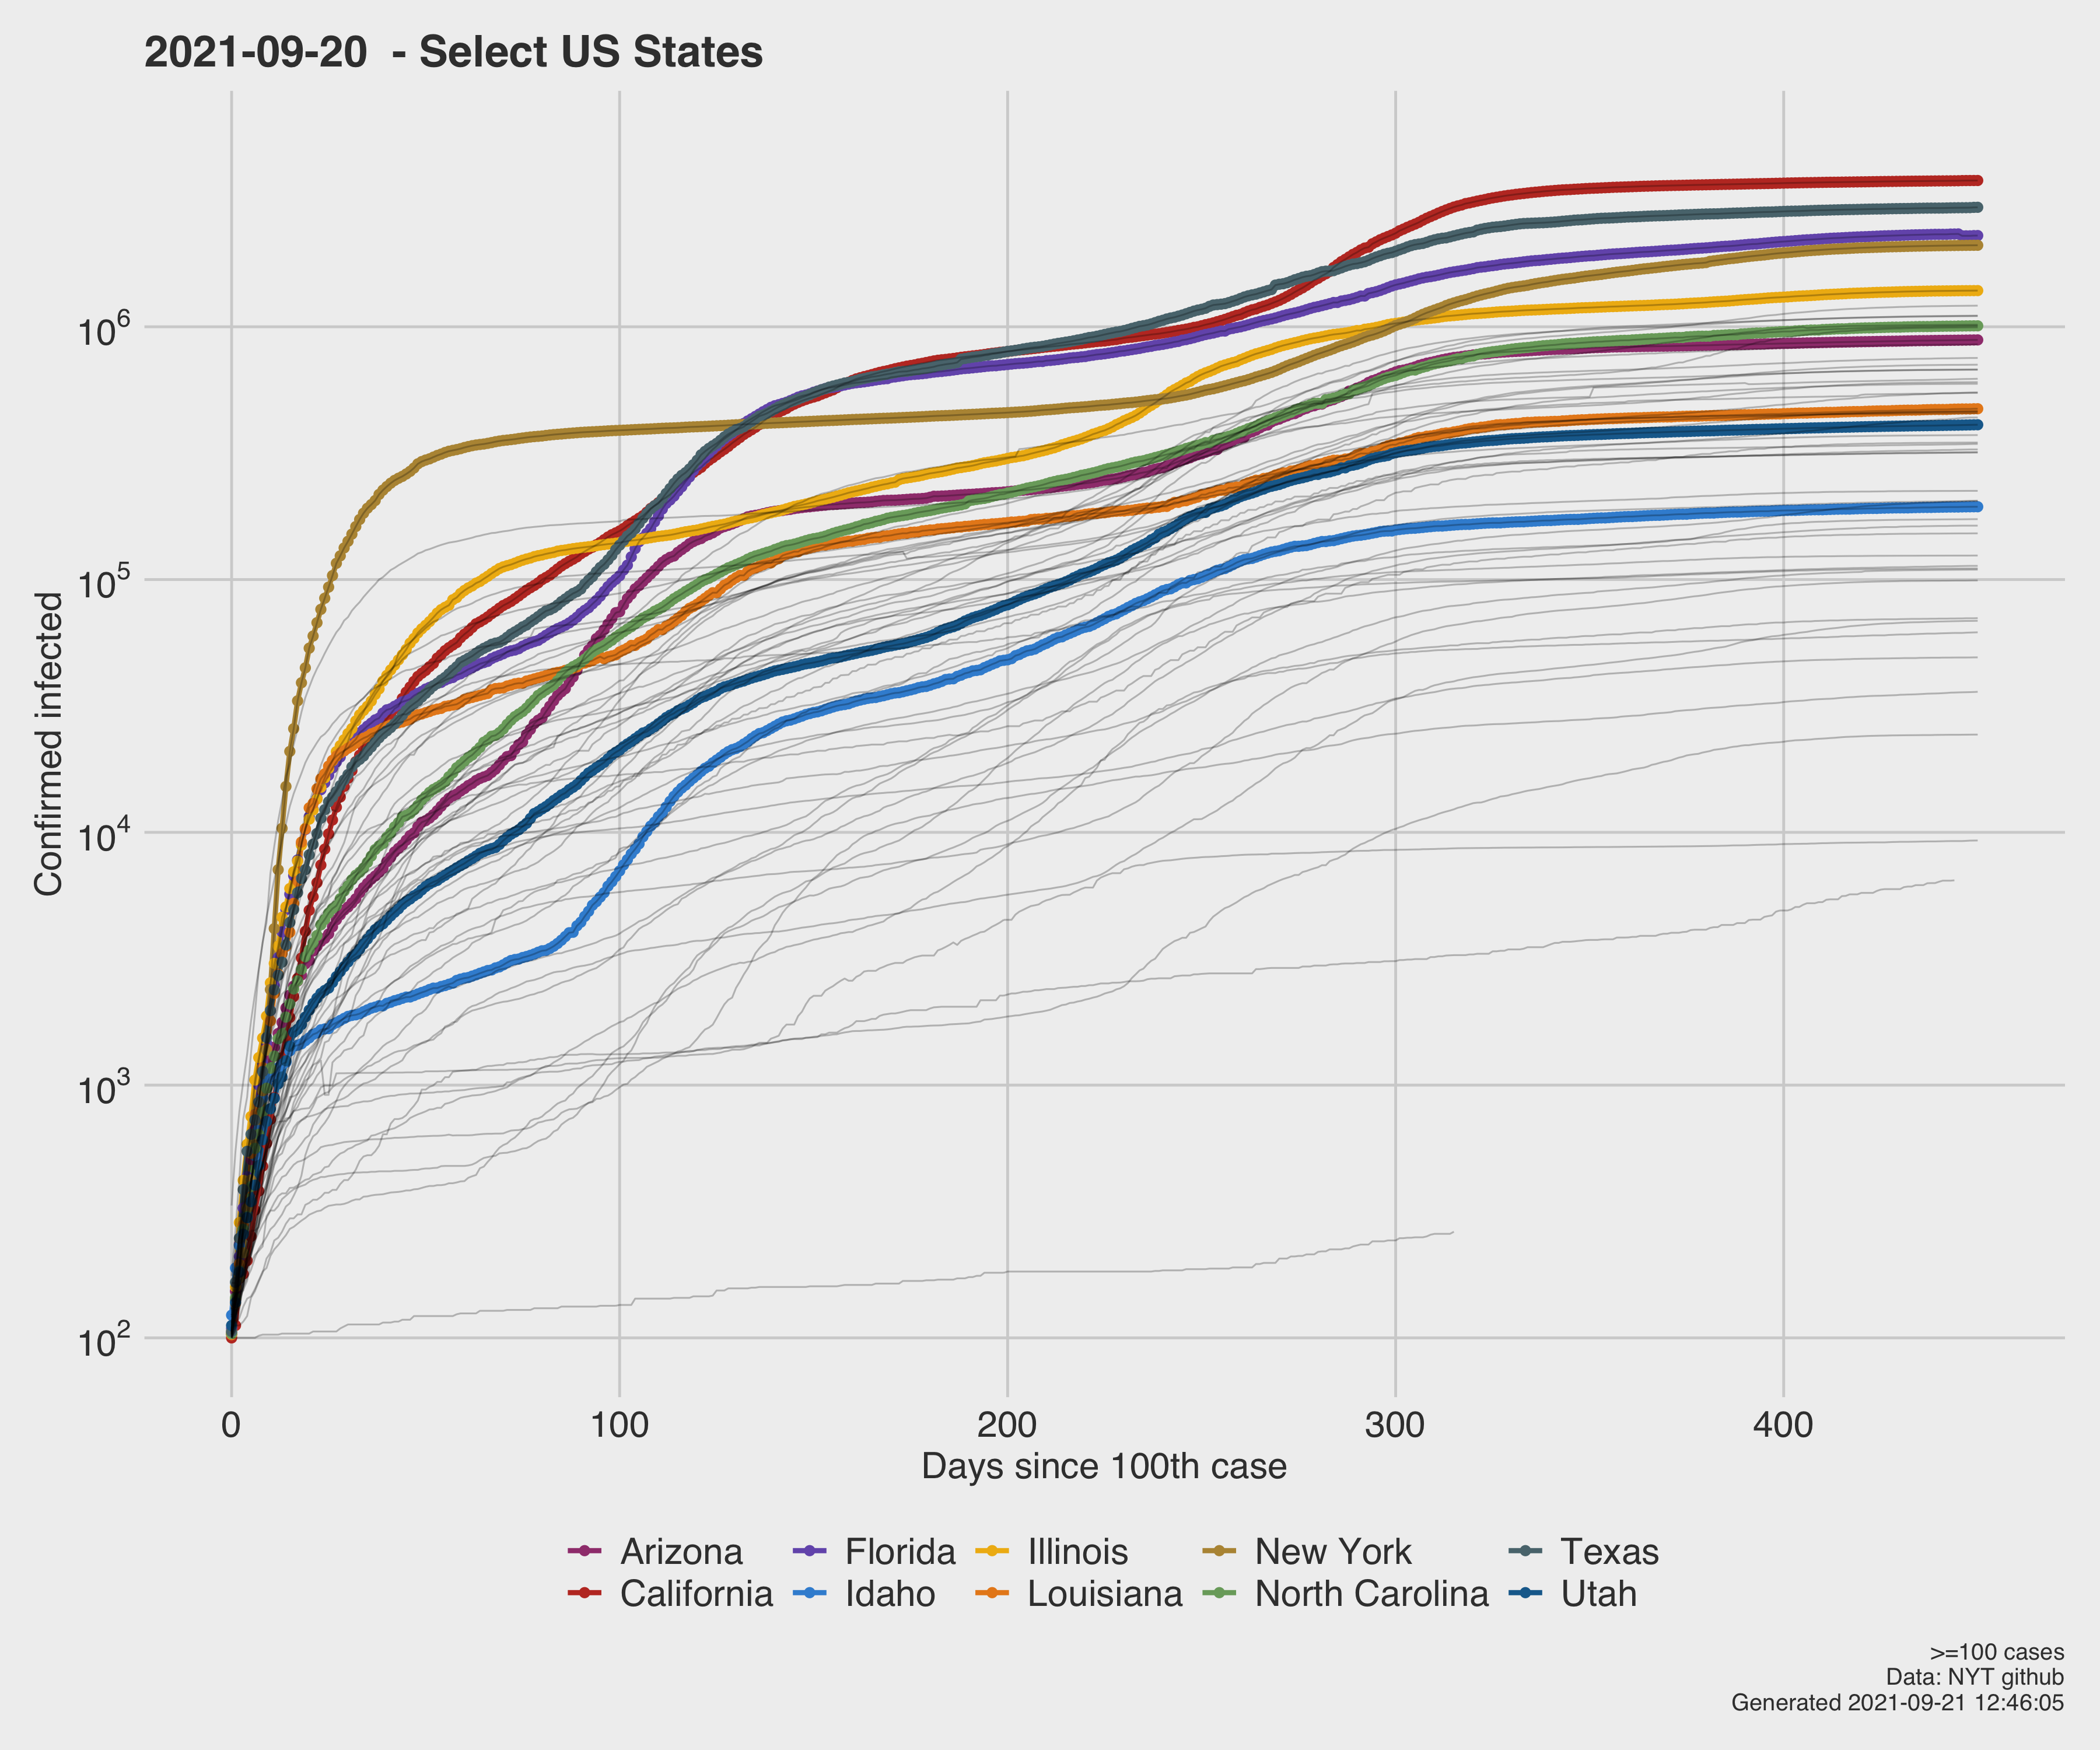 2021-09-20  - Select US States
Confirmed infected
10^6
10^5
10^4
10^3
10^2
0 100 200 300 400
Days since 100th case
Arizona Florida Illinois New York Texas
California Idaho Louisiana North Carolina Utah
>=100 cases
Data: NYT github
Generated 2021-09-21 12:46:05